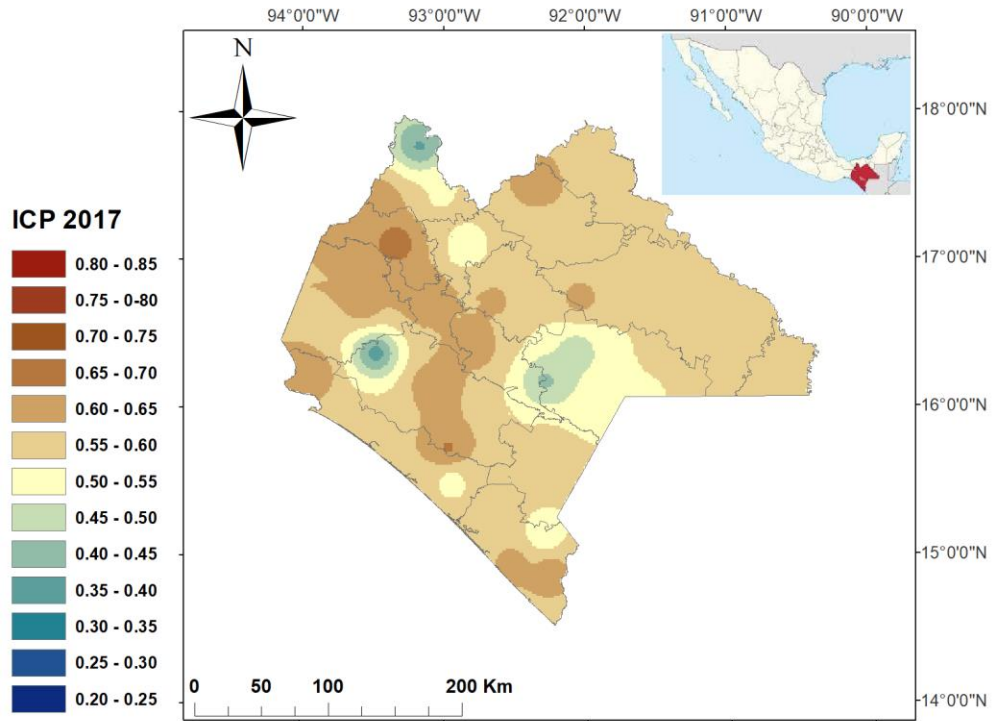 94°0'0"W 93°0'0"W 92°0'0"W 91°0'0"W 90°0'0"W
N
18°0'0"N
17°0'0"N
16°0'0"N
15°0'0"N
14°0'0"N
ICP 2017
0.80 - 0.85
0.75 - 0-80
0.70 - 0.75
0.65 - 0.70
0.60 - 0.65
0.55 - 0.60
0.50 - 0.55
0.45 - 0.50
0.40 - 0.45
0.35 - 0.40
0.30 - 0.35
0.25 - 0.30
0.20 - 0.25
0 50 100 200 Km